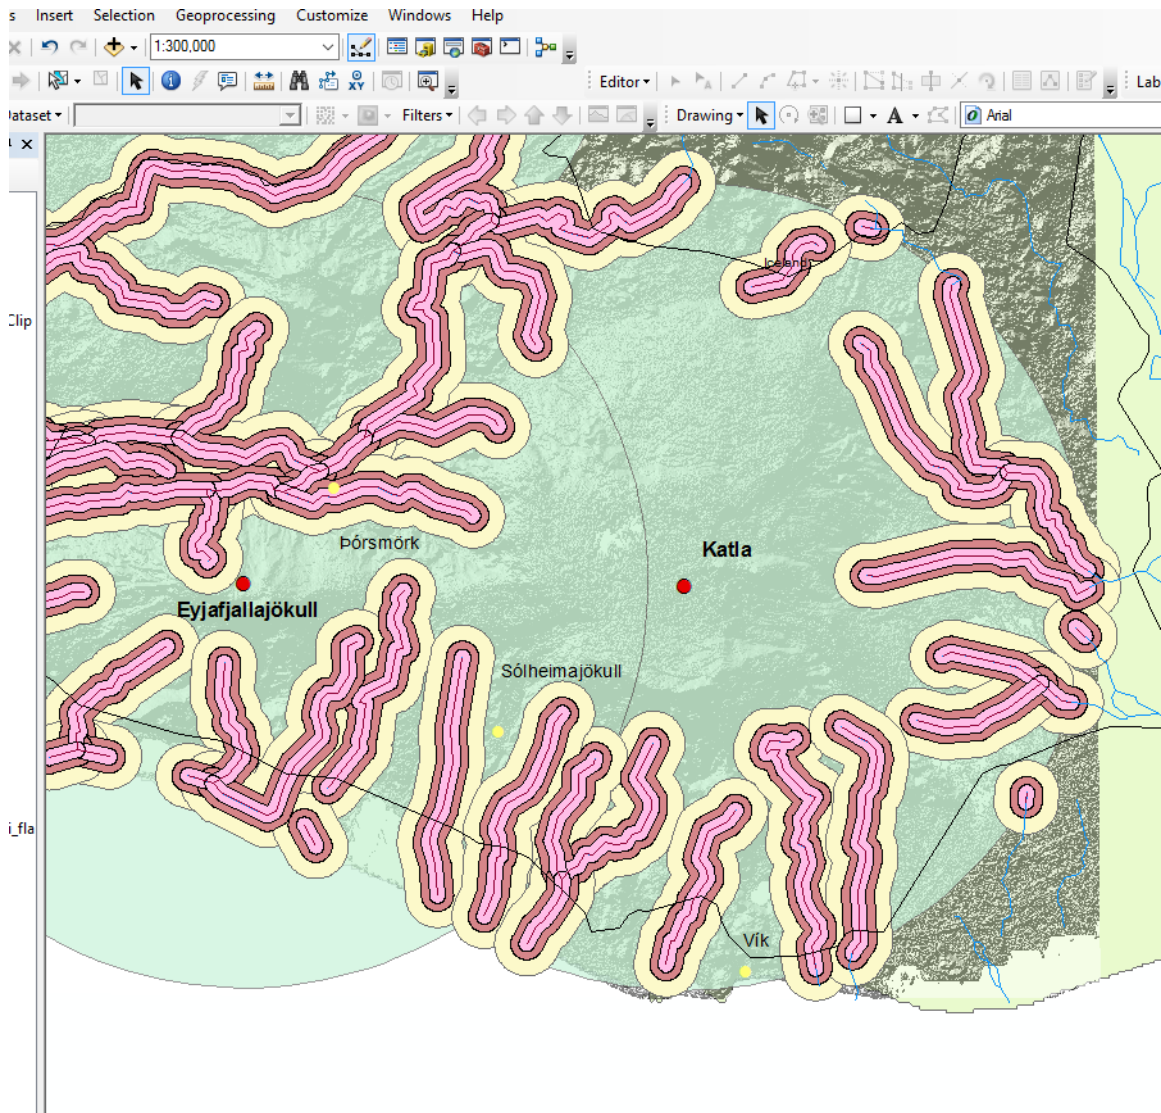 s Insert Selection Geoprocessing Customize Windows Help
1:300,000
Editor
Lab
Dataset
Filters
Drawing
Arial
Clip
Iceland
Þórsmörk
Katla
Eyjafjallajökull
Sólheimajökull
i_fla
Vík